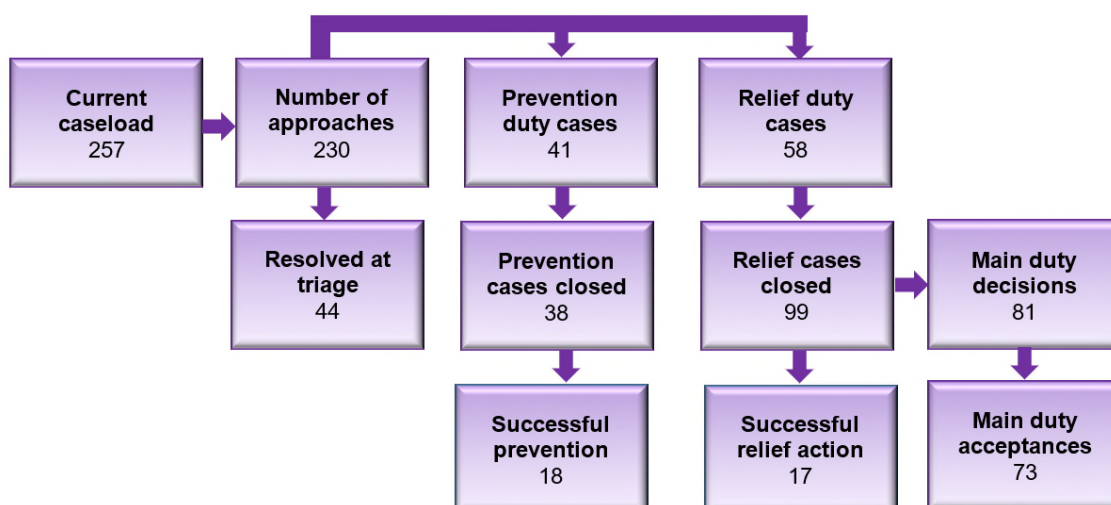 Current
caseload
257
Number of
approaches
230
Prevention
duty cases
41
Relief duty
cases
58
Resolved at
triage
44
Prevention
cases closed
38
Relief cases
closed
99
Main duty
decisions
81
Successful
prevention
18
Successful
relief action
17
Main duty
acceptances
73